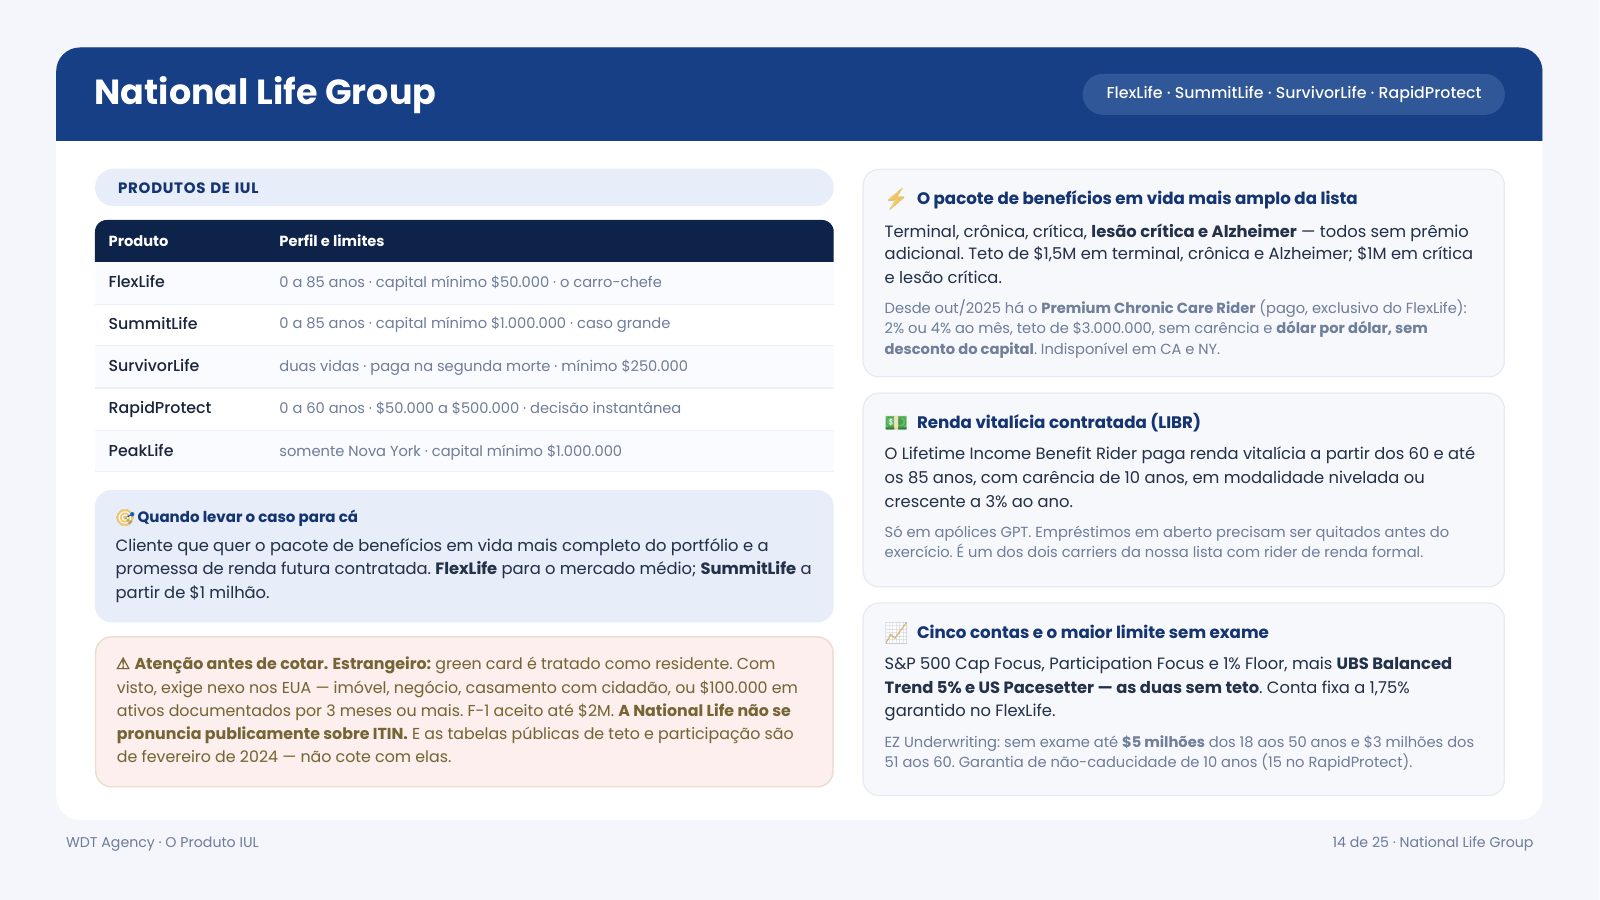 National Life Group
FlexLife · SummitLife · SurvivorLife · RapidProtect
PRODUTOS DE IUL
Produto Perfil e limites
FlexLife 0 a 85 anos · capital mínimo $50.000 · o carro-chefe
SummitLife 0 a 85 anos · capital mínimo $1.000.000 · caso grande
SurvivorLife duas vidas · paga na segunda morte · mínimo $250.000
RapidProtect 0 a 60 anos · $50.000 a $500.000 · decisão instantânea
PeakLife somente Nova York · capital mínimo $1.000.000
🎯 Quando levar o caso para cá
Cliente que quer o pacote de benefícios em vida mais completo do portfólio e a
promessa de renda futura contratada. FlexLife para o mercado médio; SummitLife a
partir de $1 milhão.
⚠ Atenção antes de cotar. Estrangeiro: green card é tratado como residente. Com
visto, exige nexo nos EUA — imóvel, negócio, casamento com cidadão, ou $100.000 em
ativos documentados por 3 meses ou mais. F-1 aceito até $2M. A National Life não se
pronuncia publicamente sobre ITIN. E as tabelas públicas de teto e participação são
de fevereiro de 2024 — não cote com elas.
⚡ O pacote de benefícios em vida mais amplo da lista
Terminal, crônica, crítica, lesão crítica e Alzheimer — todos sem prêmio
adicional. Teto de $1,5M em terminal, crônica e Alzheimer; $1M em crítica
e lesão crítica.
Desde out/2025 há o Premium Chronic Care Rider (pago, exclusivo do FlexLife):
2% ou 4% ao mês, teto de $3.000.000, sem carência e dólar por dólar, sem
desconto do capital. Indisponível em CA e NY.
💵 Renda vitalícia contratada (LIBR)
O Lifetime Income Benefit Rider paga renda vitalícia a partir dos 60 e até
os 85 anos, com carência de 10 anos, em modalidade nivelada ou
crescente a 3% ao ano.
Só em apólices GPT. Empréstimos em aberto precisam ser quitados antes do
exercício. É um dos dois carriers da nossa lista com rider de renda formal.
📈 Cinco contas e o maior limite sem exame
S&P 500 Cap Focus, Participation Focus e 1% Floor, mais UBS Balanced
Trend 5% e US Pacesetter — as duas sem teto. Conta fixa a 1,75%
garantido no FlexLife.
EZ Underwriting: sem exame até $5 milhões dos 18 aos 50 anos e $3 milhões dos
51 aos 60. Garantia de não-caducidade de 10 anos (15 no RapidProtect).
WDT Agency · O Produto IUL
14 de 25 · National Life Group